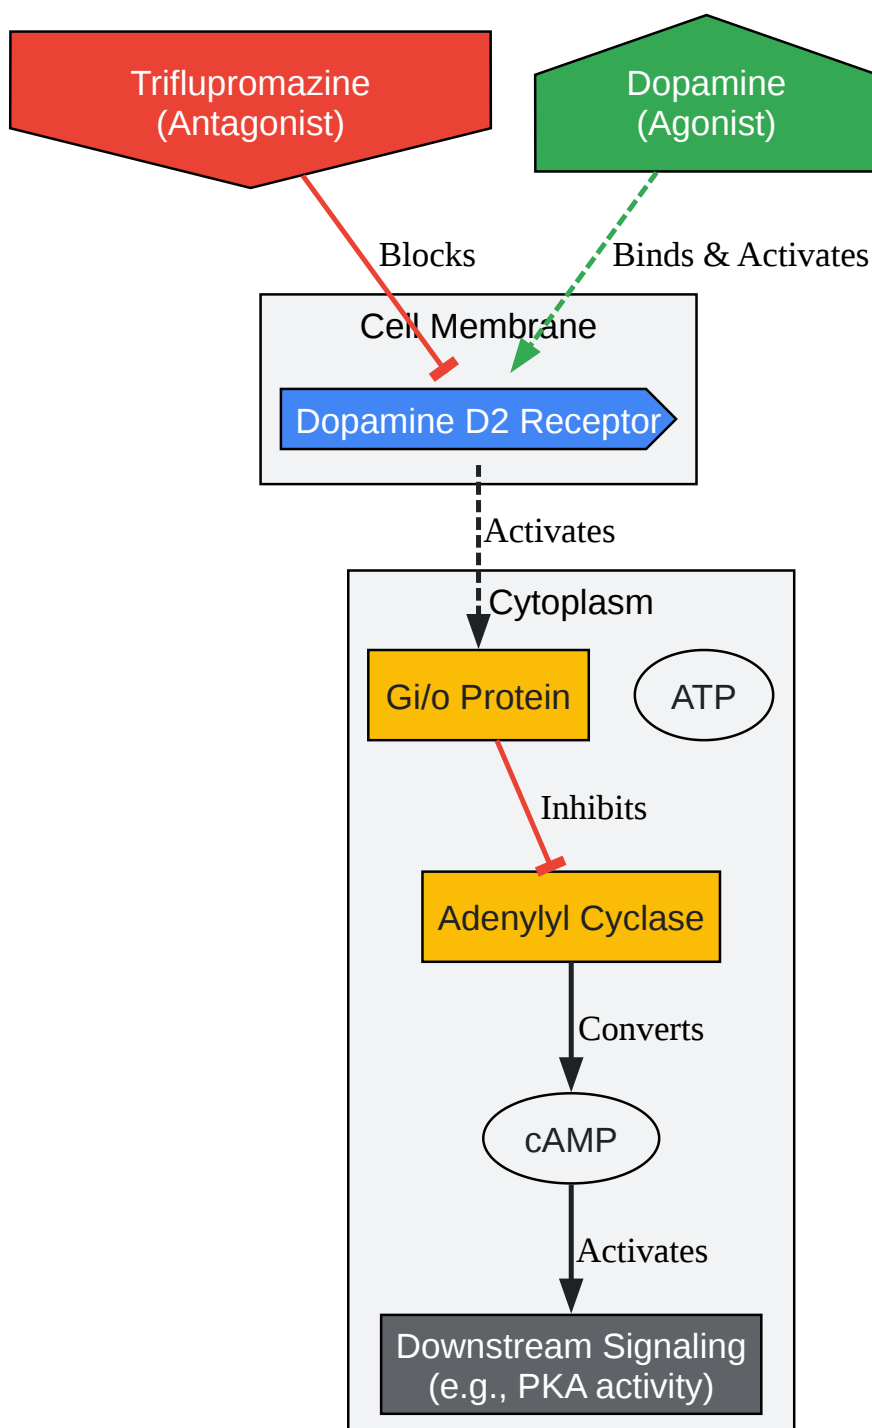 Triflupromazine
(Antagonist)
Dopamine
(Agonist)
Blocks
Binds & Activates
Cell Membrane
Dopamine D2 Receptor
Activates
Cytoplasm
Gi/o Protein
ATP
Inhibits
Adenylyl Cyclase
Converts
cAMP
Activates
Downstream Signaling
(e.g., PKA activity)